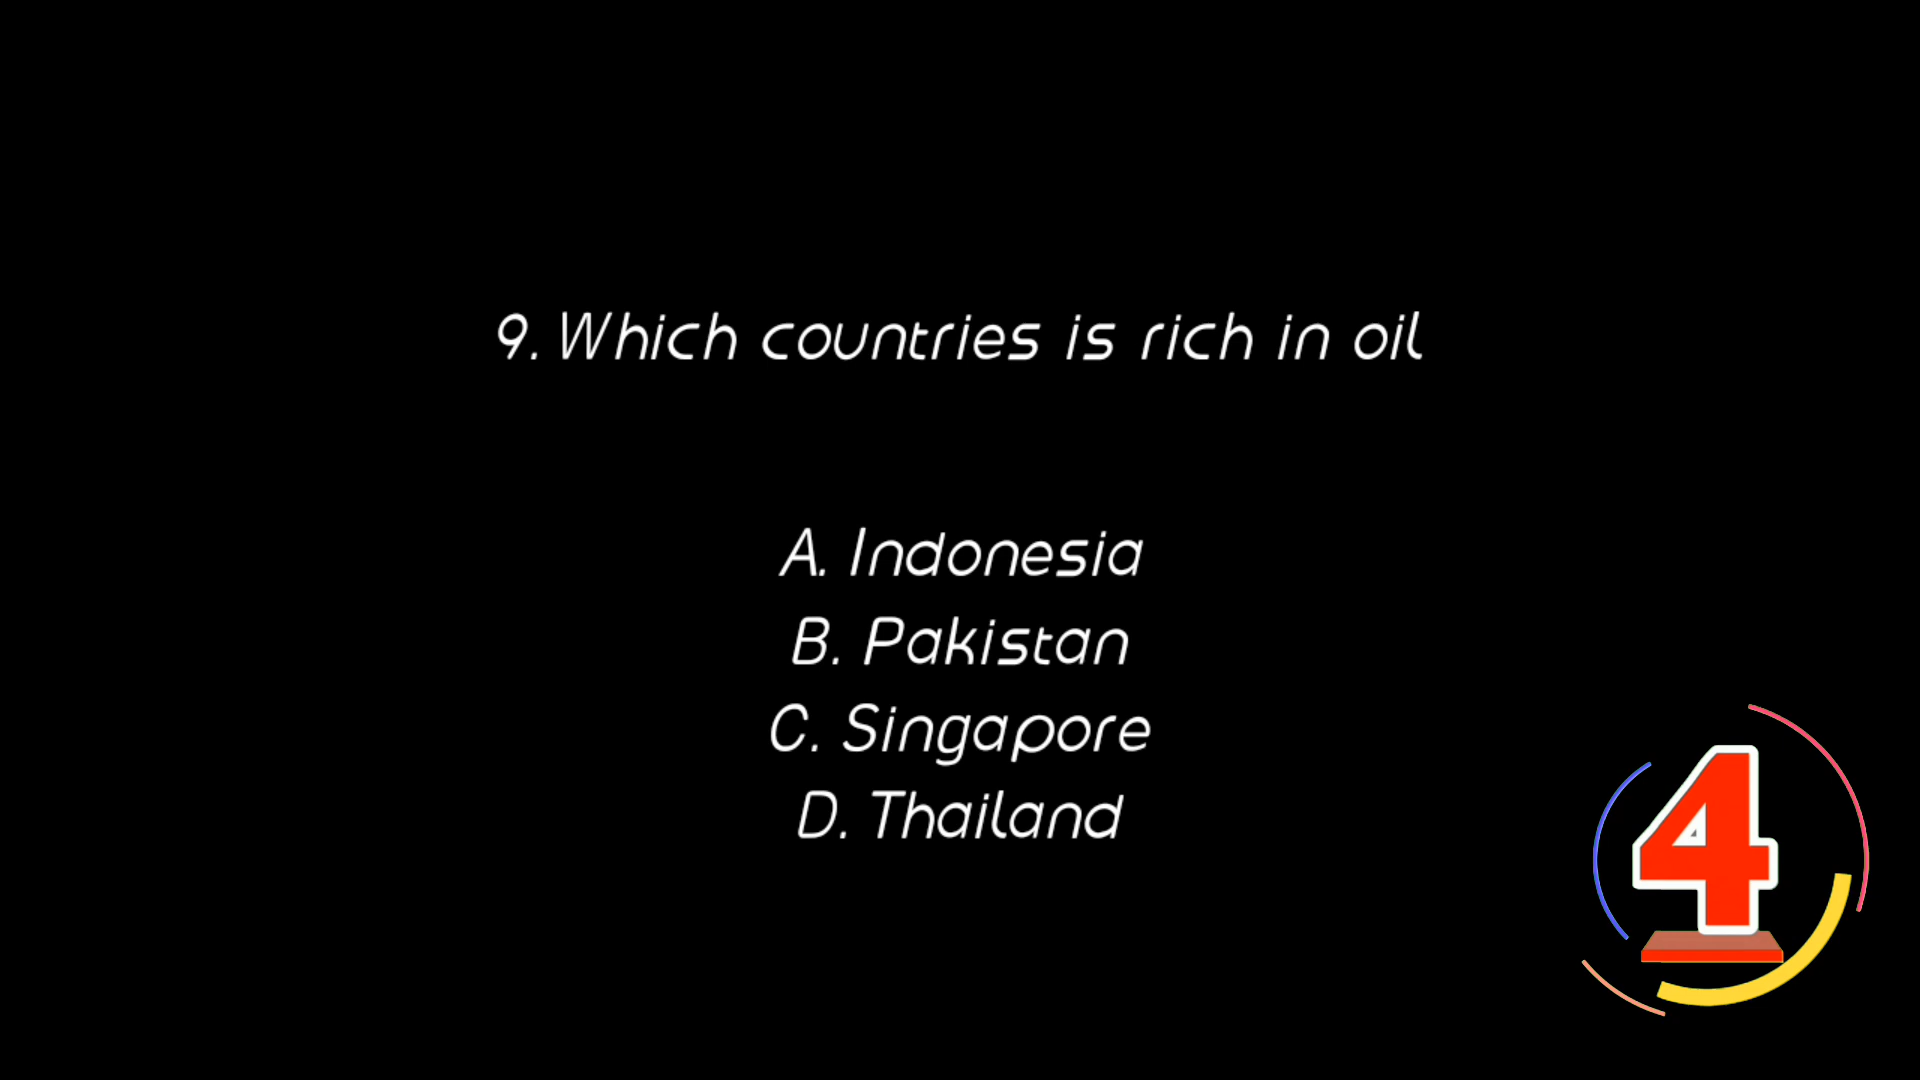 9. Which countries is rich in oil
A. Indonesia
B. Pakistan
C. Singapore
D. Thailand
4